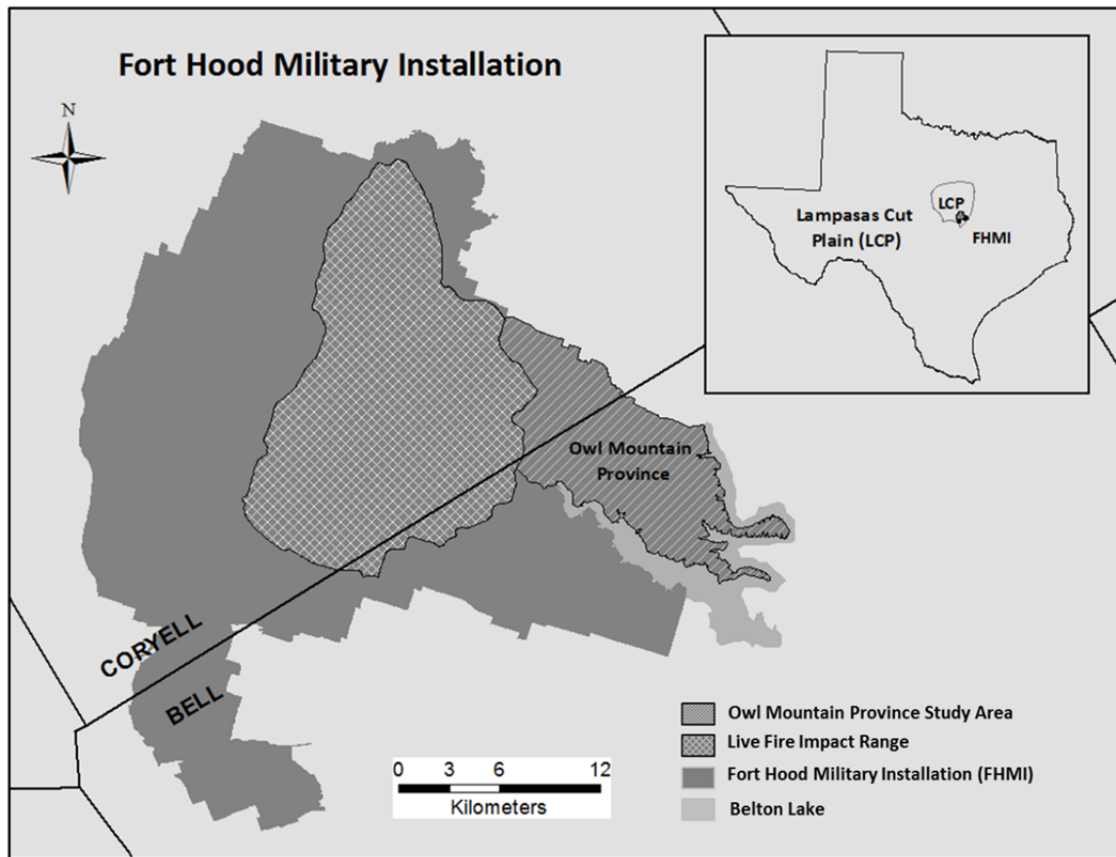 Fort Hood Military Installation
N
LCP
Lampasas Cut
Plain (LCP)
FHMI
Owl Mountain
Province
CORYELL
BELL
Owl Mountain Province Study Area
Live Fire Impact Range
Fort Hood Military Installation (FHMI)
Belton Lake
0 3 6 12
Kilometers